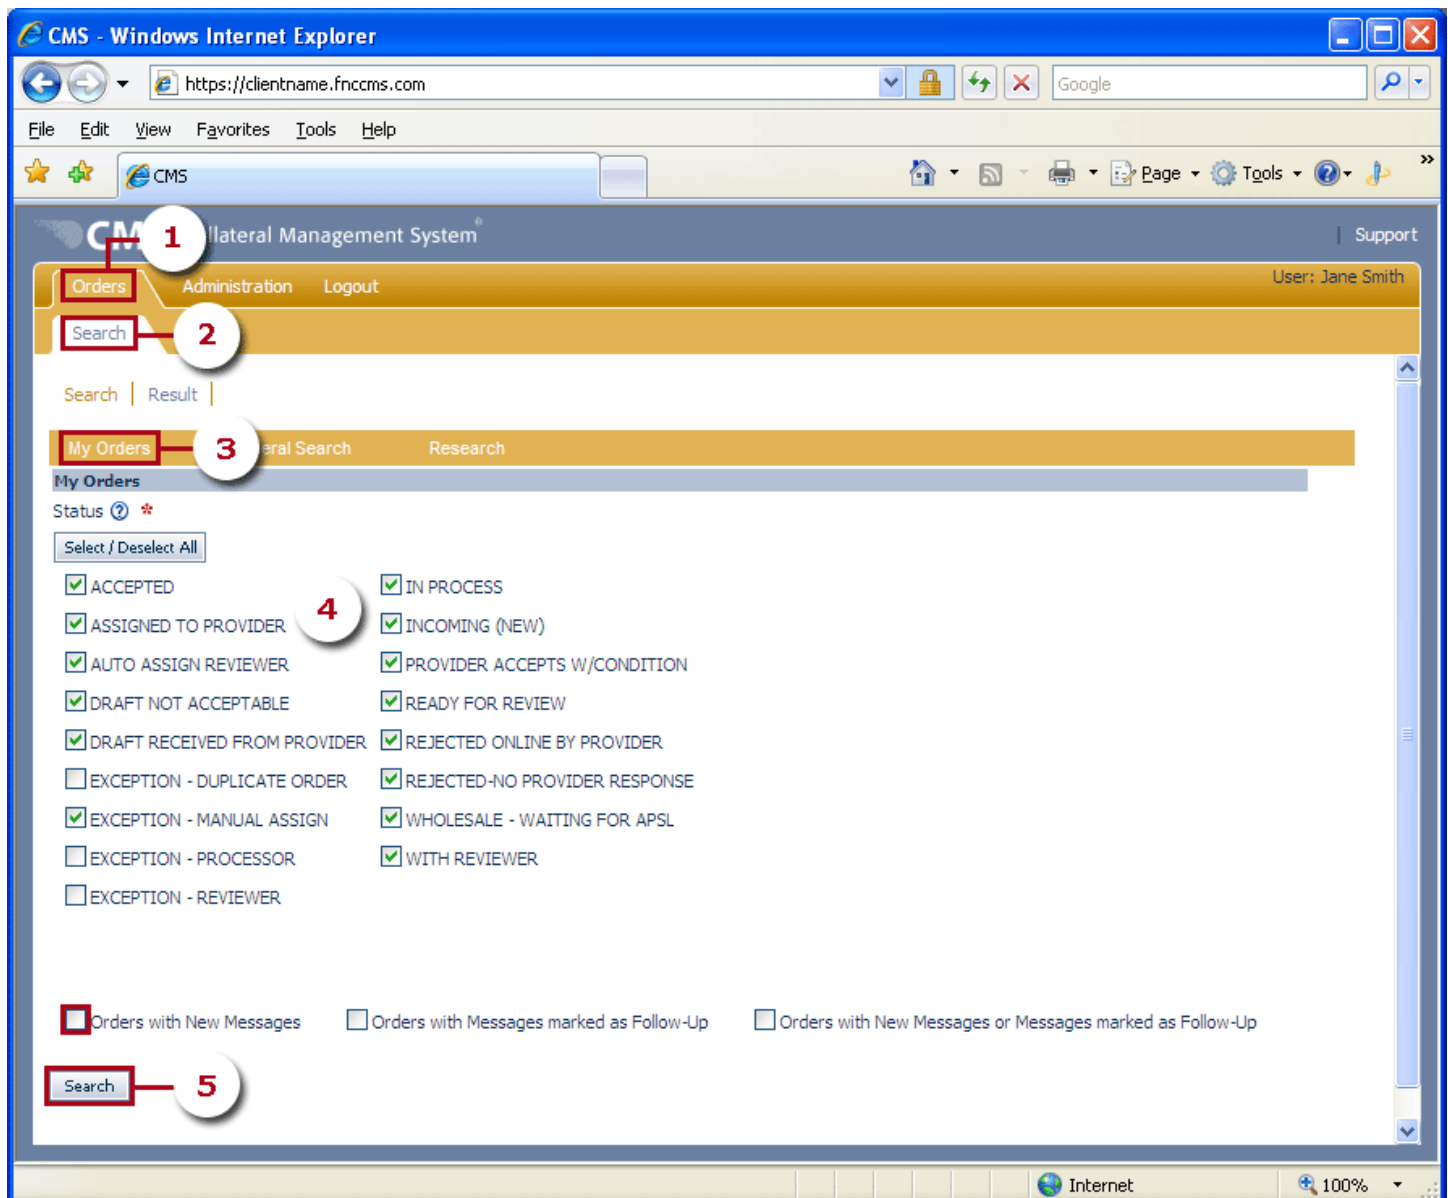 CMS - Windows Internet Explorer
https://clientname.fnccms.com
Google
File Edit View Favorites Tools Help
CMS
Page Tools
»
CM 1 llateral Management System®
| Support
Orders Administration Logout
User: Jane Smith
Search 2
Search | Result |
My Orders 3 eral Search Research
My Orders
Status ? *
Select / Deselect All
ACCEPTED IN PROCESS
4
ASSIGNED TO PROVIDER INCOMING (NEW)
AUTO ASSIGN REVIEWER PROVIDER ACCEPTS W/CONDITION
DRAFT NOT ACCEPTABLE READY FOR REVIEW
DRAFT RECEIVED FROM PROVIDER REJECTED ONLINE BY PROVIDER
EXCEPTION - DUPLICATE ORDER REJECTED-NO PROVIDER RESPONSE
EXCEPTION - MANUAL ASSIGN WHOLESALE - WAITING FOR APSL
EXCEPTION - PROCESSOR WITH REVIEWER
EXCEPTION - REVIEWER
Orders with New Messages Orders with Messages marked as Follow-Up Orders with New Messages or Messages marked as Follow-Up
Search 5
Internet 100%